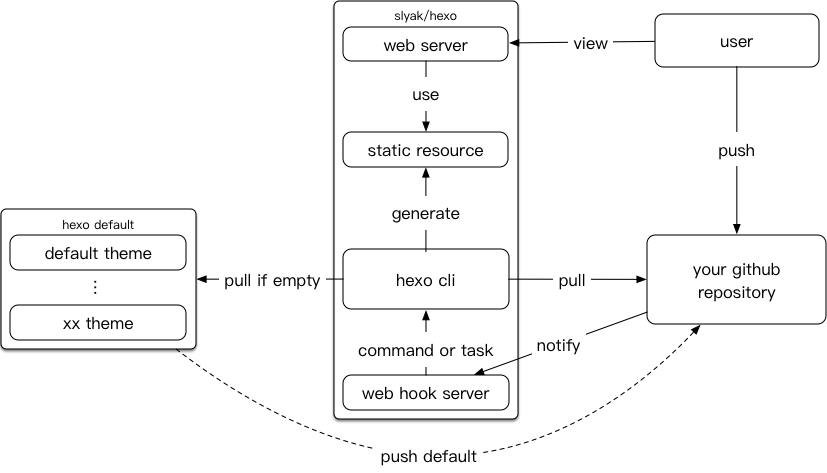 slyak/hexo
web server
view
user
use
static resource
push
generate
hexo default
default theme
⋮
xx theme
pull if empty
hexo cli
pull
your github
repository
command or task
notify
web hook server
push default